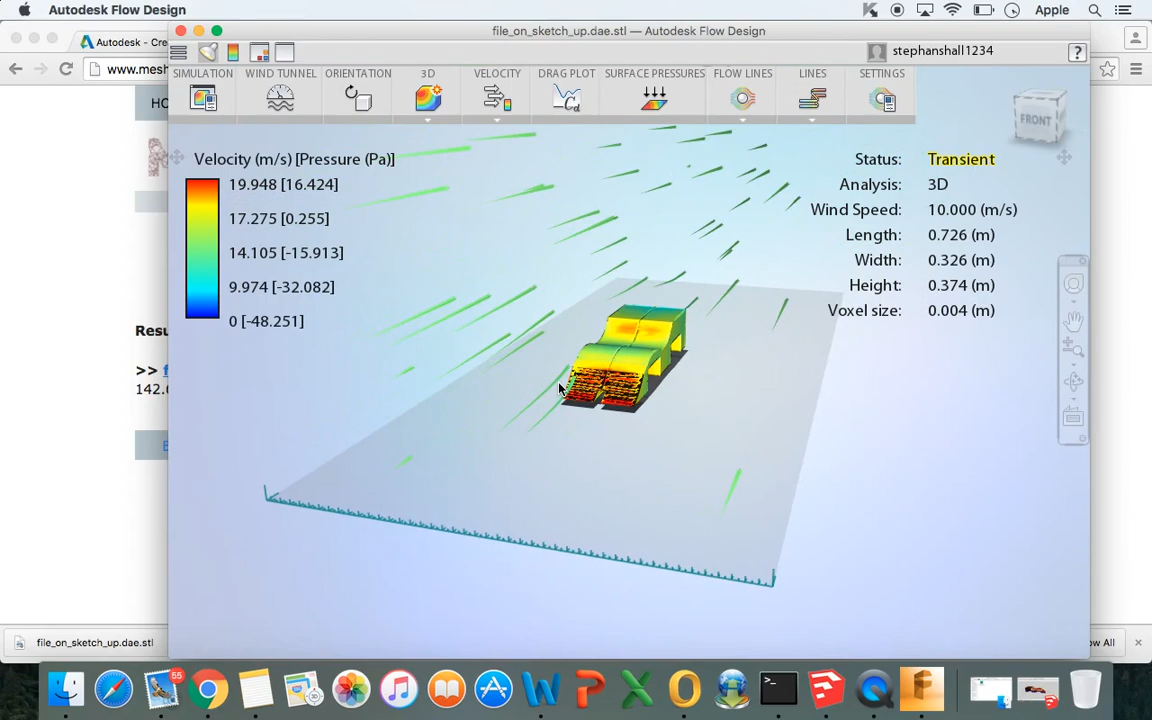 Autodesk Flow Design
Apple
file_on_sketch_up.dae.stl — Autodesk Flow Design
Autodesk - Cre
www.mesh
stephanshall1234
?
SIMULATION WIND TUNNEL ORIENTATION 3D VELOCITY DRAG PLOT SURFACE PRESSURES FLOW LINES LINES SETTINGS
HO
FRONT
Velocity (m/s) [Pressure (Pa)]
19.948 [16.424]
17.275 [0.255]
14.105 [-15.913]
9.974 [-32.082]
0 [-48.251]
Status: Transient
Analysis: 3D
Wind Speed: 10.000 (m/s)
Length: 0.726 (m)
Width: 0.326 (m)
Height: 0.374 (m)
Voxel size: 0.004 (m)
Resu
>> f
142.0
file_on_sketch_up.dae.stl
ow All
55